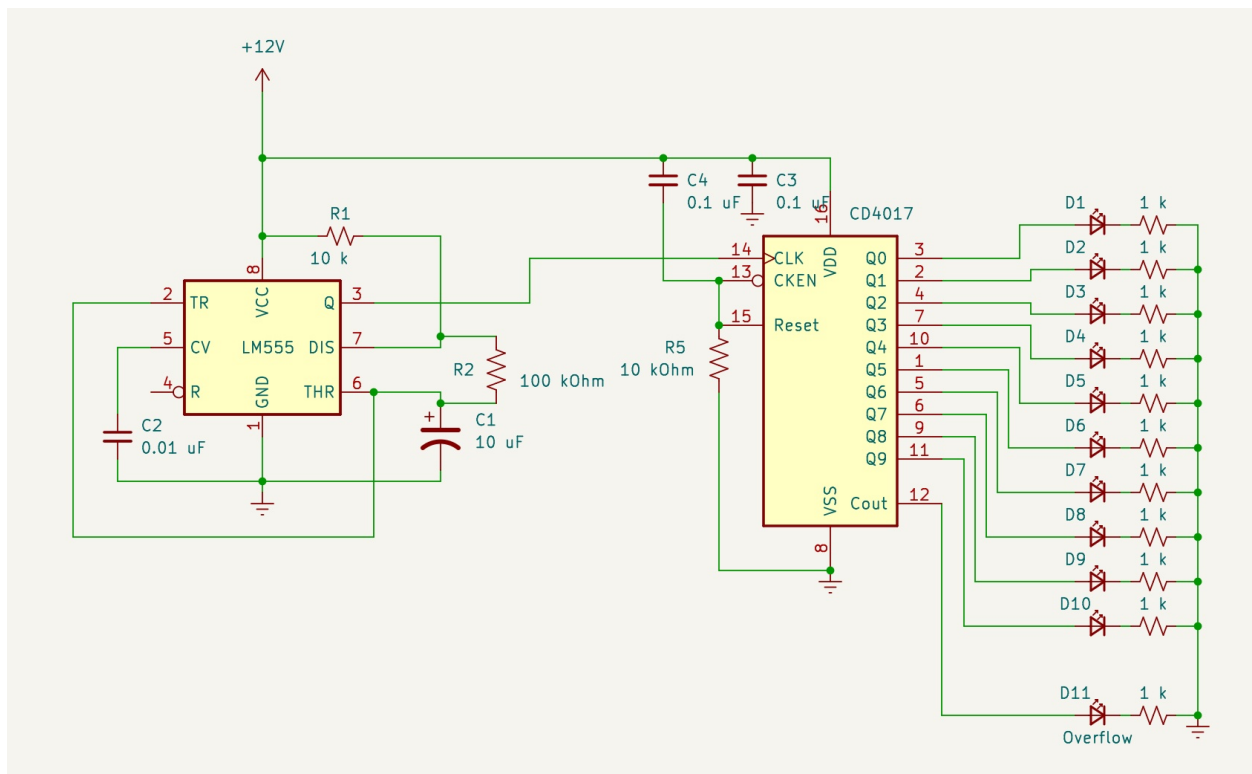 +12V
R1
10 k
8
VCC
2
TR
Q
3
5
CV
LM555
DIS
7
4
R
GND
THR
6
1
C2
0.01 uF
R2
100 kOhm
C1
10 uF
C4
0.1 uF
C3
0.1 uF
16
CD4017
VDD
14
CLK
13
CKEN
15
Reset
R5
10 kOhm
Q0
3
Q1
2
Q2
4
Q3
7
Q4
10
Q5
1
Q6
5
Q7
6
Q8
9
Q9
11
VSS
Cout
12
8
D1
1 k
D2
1 k
D3
1 k
D4
1 k
D5
1 k
D6
1 k
D7
1 k
D8
1 k
D9
1 k
D10
1 k
D11
1 k
Overflow